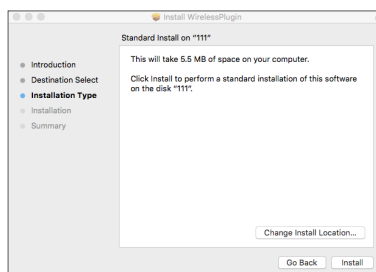 Install WirelessPlugin
Standard Install on "111"
Introduction
Destination Select
Installation Type
Installation
Summary
This will take 5.5 MB of space on your computer.
Click Install to perform a standard installation of this software
on the disk "111".
Change Install Location...
Go Back
Install